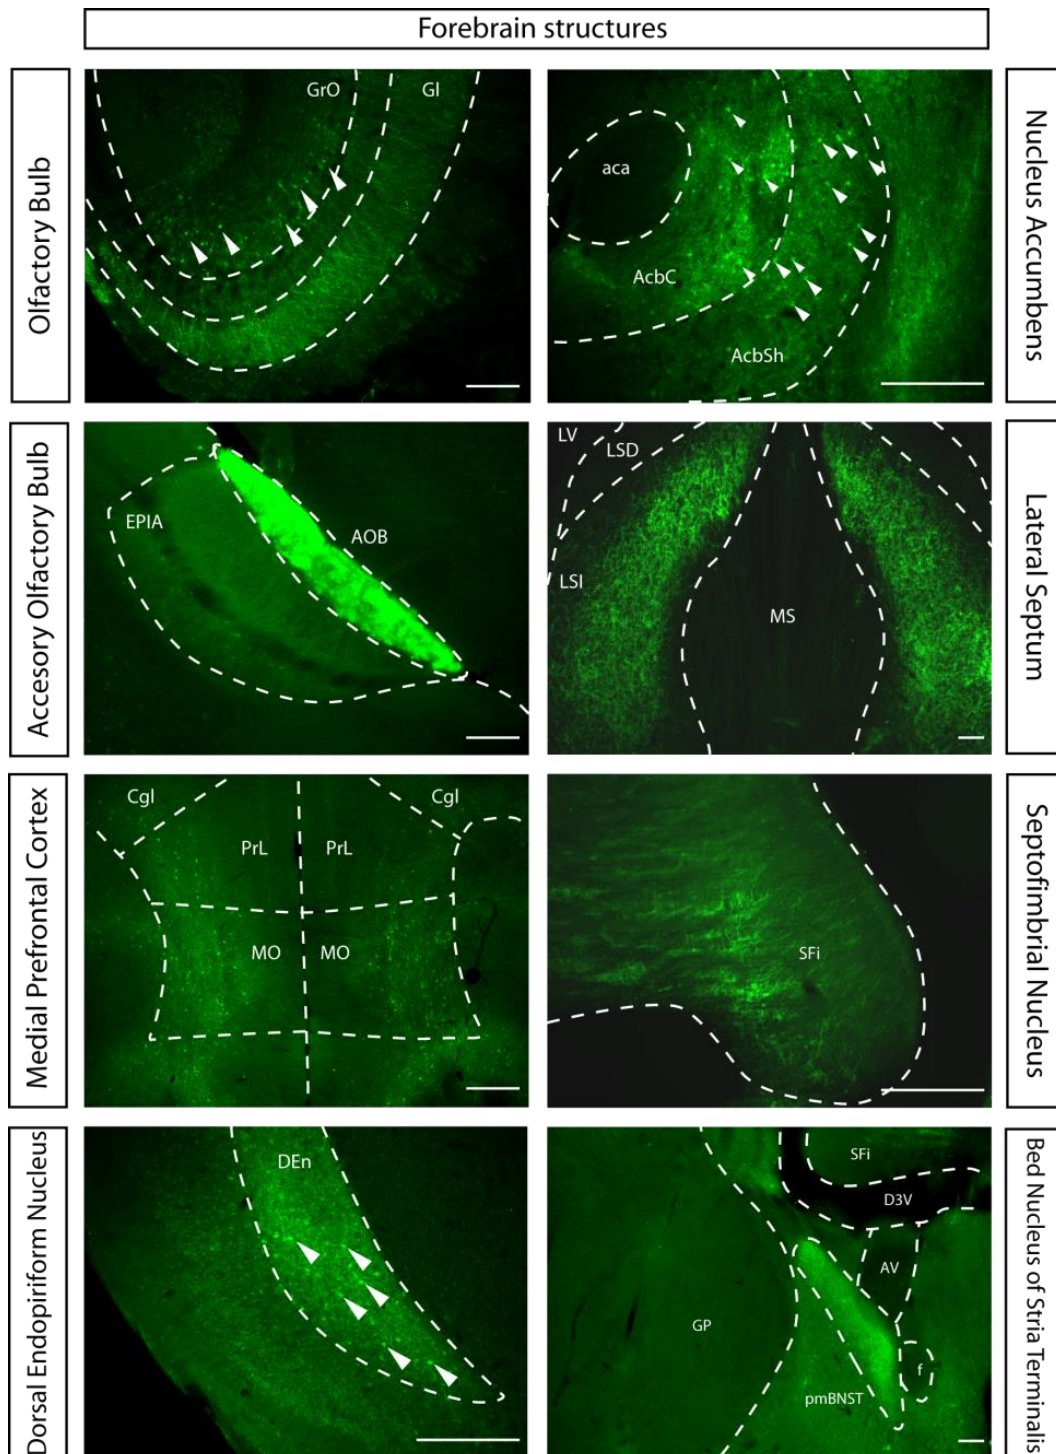 Forebrain structures
Olfactory Bulb
GrO
Gl
aca
AcbC
AcbSh
Nucleus Accumbens
Accesory Olfactory Bulb
EPIA
AOB
LV
LSD
LSI
MS
Lateral Septum
Medial Prefrontal Cortex
Cgl
Cgl
PrL
PrL
MO
MO
SFi
Septofimbrial Nucleus
Dorsal Endopiriform Nucleus
DEn
SFi
D3V
AV
GP
f
pmBNST
Bed Nucleus of Stria Terminalis